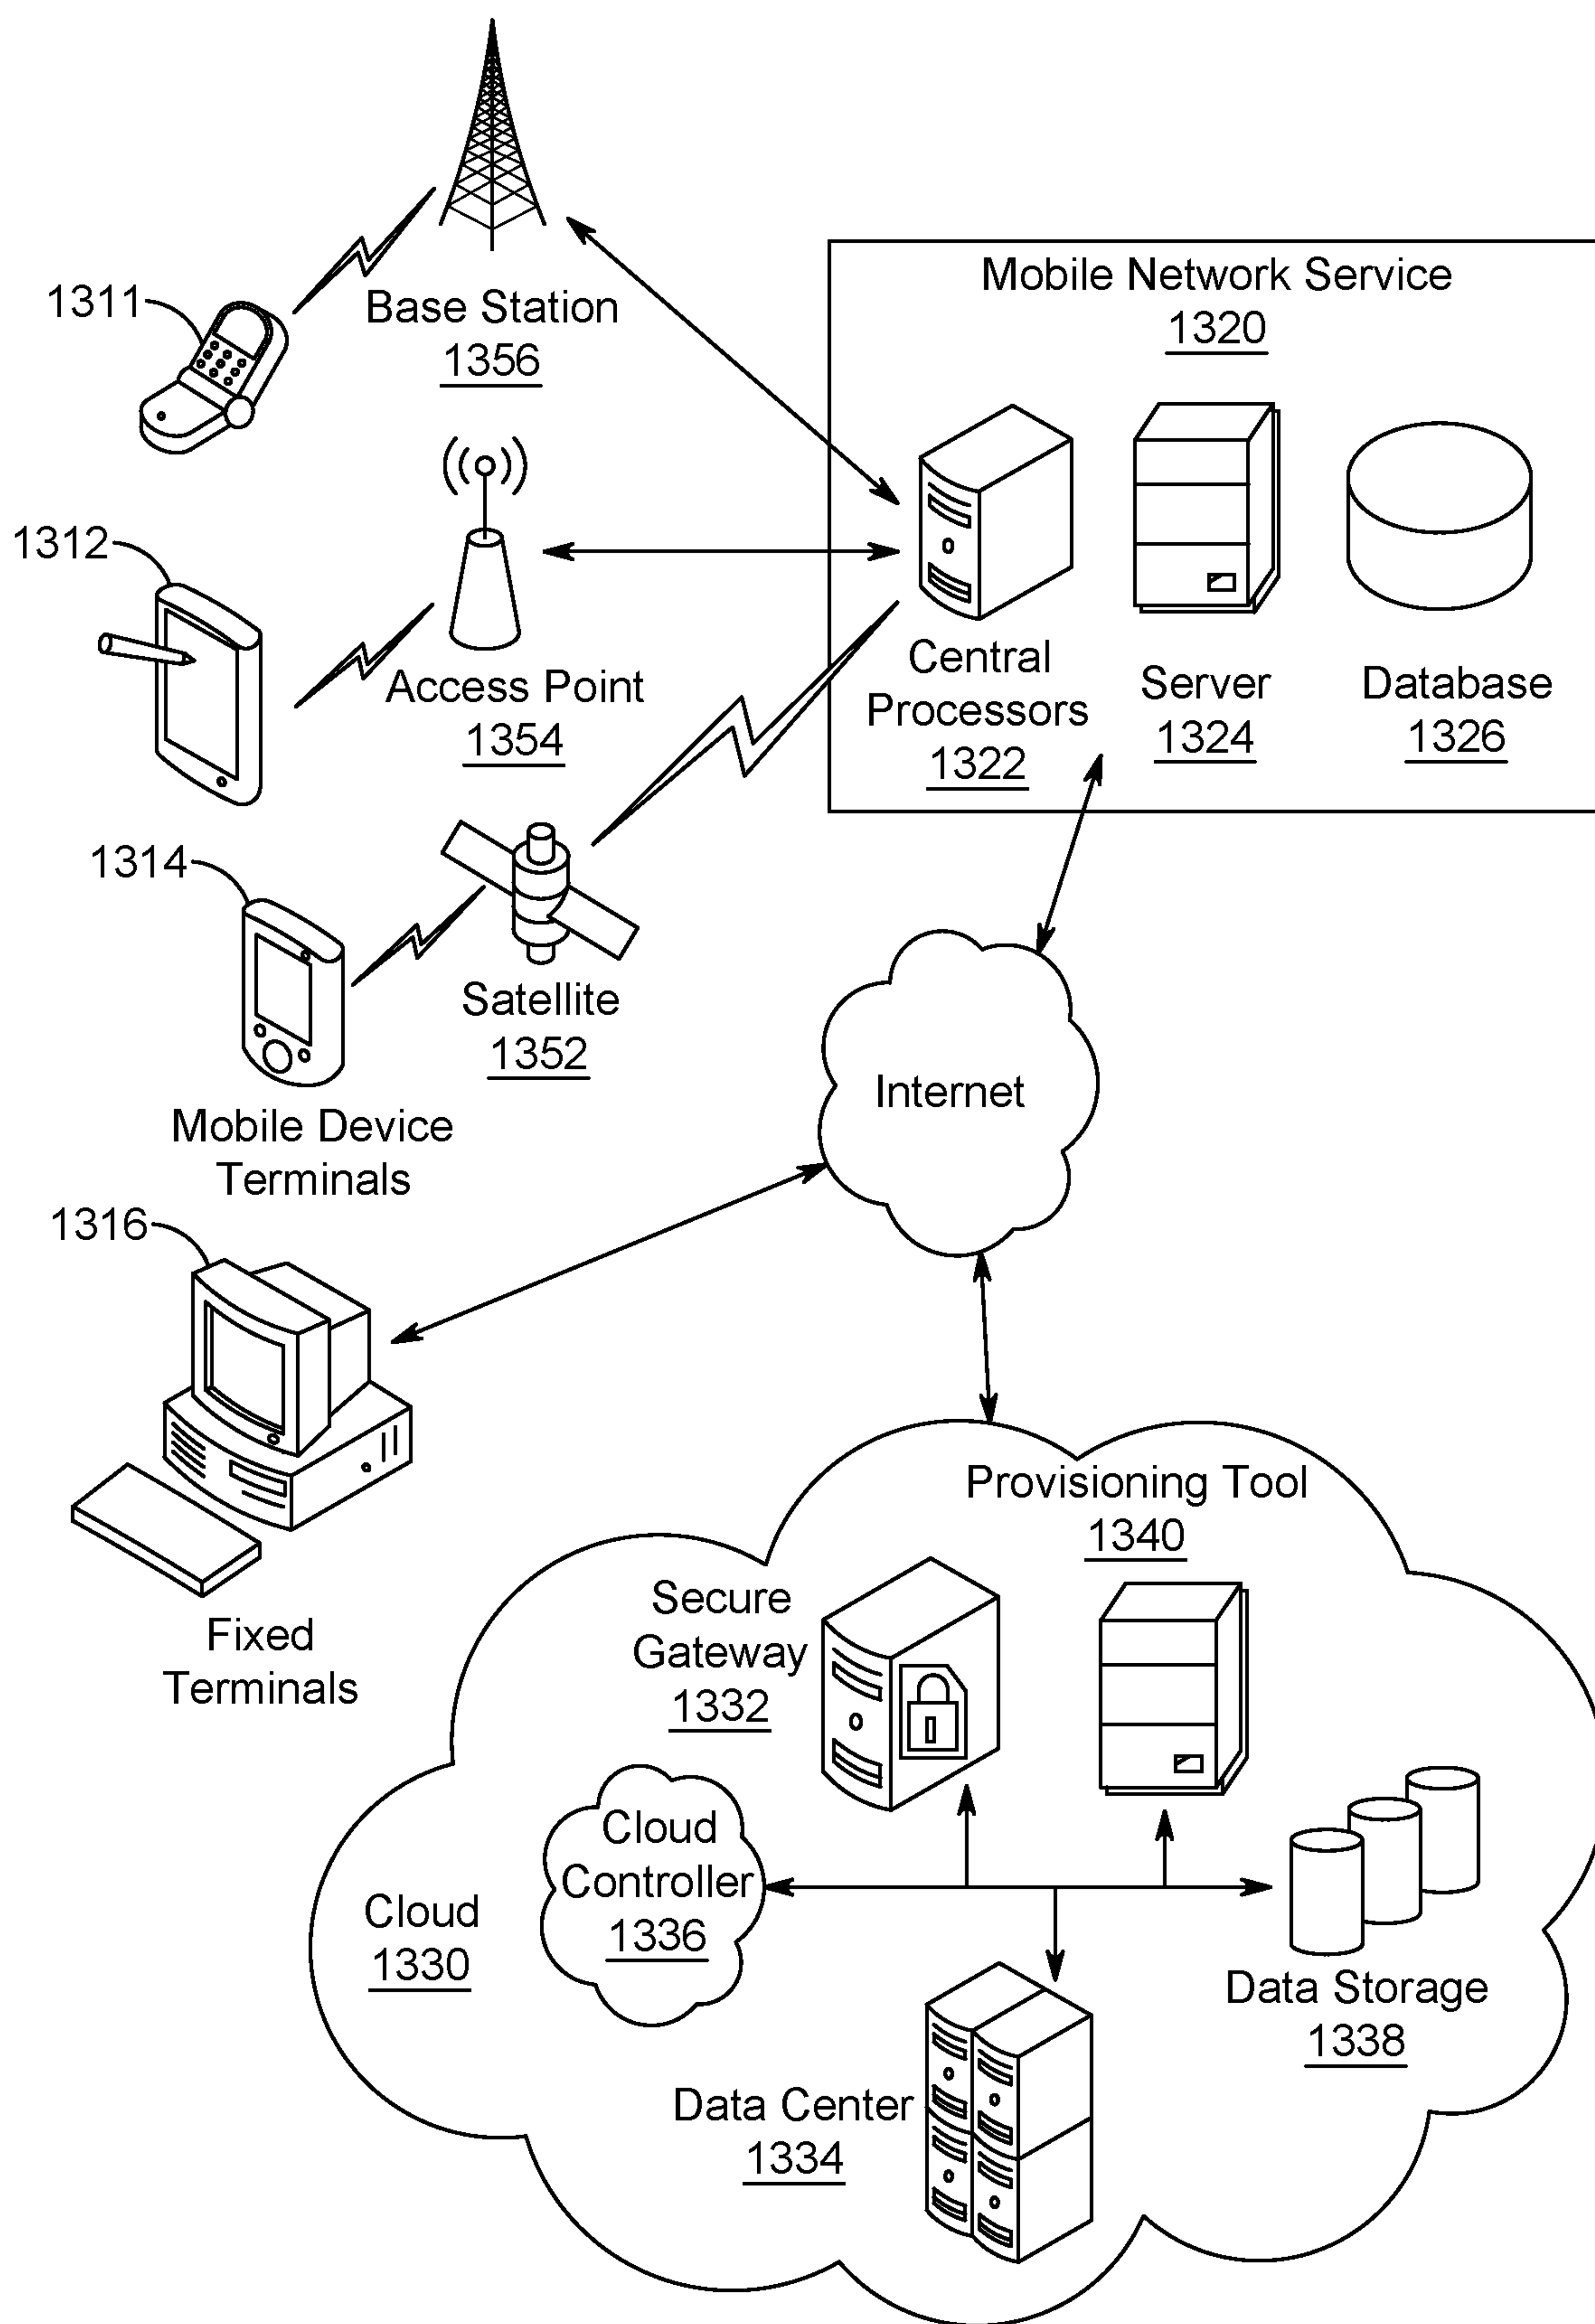 1311
Base Station
1356
Mobile Network Service
1320
1312
Access Point
1354
Central
Processors
1322
Server
1324
Database
1326
1314
Satellite
1352
Mobile Device
Terminals
Internet
1316
Fixed
Terminals
Provisioning Tool
1340
Secure
Gateway
1332
Cloud
Controller
1336
Cloud
1330
Data Storage
1338
Data Center
1334